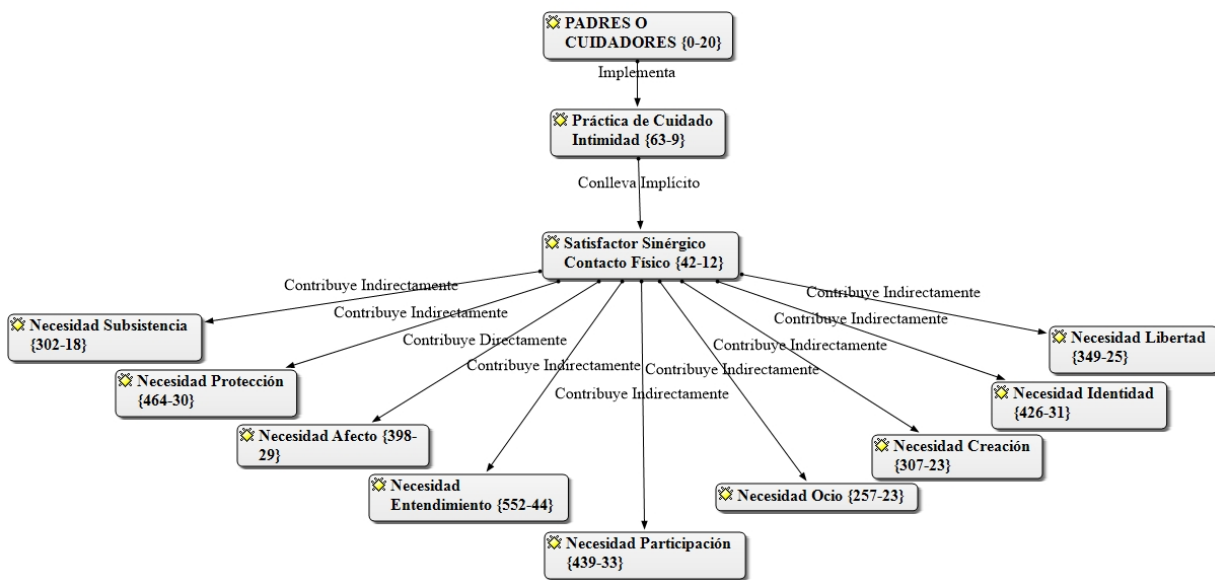 PADRES O
CUIDADORES {0-20}
Implementa
Práctica de Cuidado
Intimidad {63-9}
Conlleva Implícito
Satisfactor Sinérgico
Contacto Físico {42-12}
Contribuye Indirectamente
Contribuye Indirectamente
Contribuye Directamente
Contribuye Indirectamente
Contribuye Indirectamente
Contribuye Indirectamente
Contribuye Indirectamente
Contribuye Indirectamente
Contribuye Indirectamente
Necesidad Subsistencia
{302-18}
Necesidad Protección
{464-30}
Necesidad Afecto {398-
29}
Necesidad
Entendimiento {552-44}
Necesidad Participación
{439-33}
Necesidad Ocio {257-23}
Necesidad Creación
{307-23}
Necesidad Identidad
{426-31}
Necesidad Libertad
{349-25}